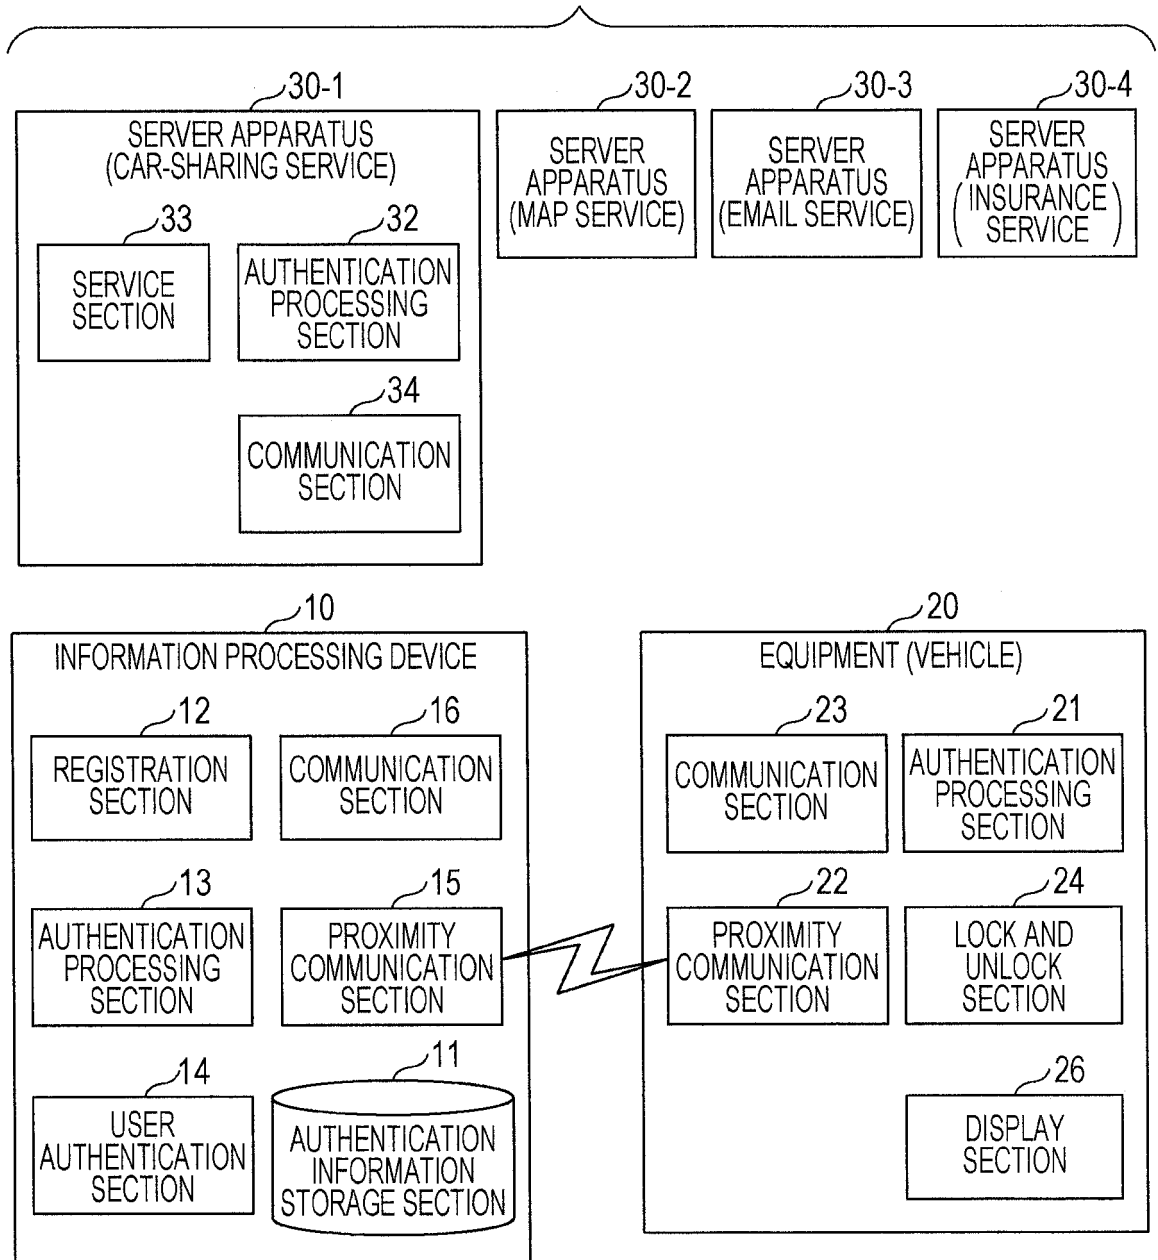 30-1
SERVER APPARATUS
(CAR-SHARING SERVICE)
33
SERVICE
SECTION
32
AUTHENTICATION
PROCESSING
SECTION
34
COMMUNICATION
SECTION
30-2
SERVER
APPARATUS
(MAP SERVICE)
30-3
SERVER
APPARATUS
(EMAIL SERVICE)
30-4
SERVER
APPARATUS
(INSURANCE
SERVICE)
10
INFORMATION PROCESSING DEVICE
12
REGISTRATION
SECTION
16
COMMUNICATION
SECTION
13
AUTHENTICATION
PROCESSING
SECTION
15
PROXIMITY
COMMUNICATION
SECTION
14
USER
AUTHENTICATION
SECTION
11
AUTHENTICATION
INFORMATION
STORAGE SECTION
20
EQUIPMENT (VEHICLE)
23
COMMUNICATION
SECTION
21
AUTHENTICATION
PROCESSING
SECTION
22
PROXIMITY
COMMUNICATION
SECTION
24
LOCK AND
UNLOCK
SECTION
26
DISPLAY
SECTION